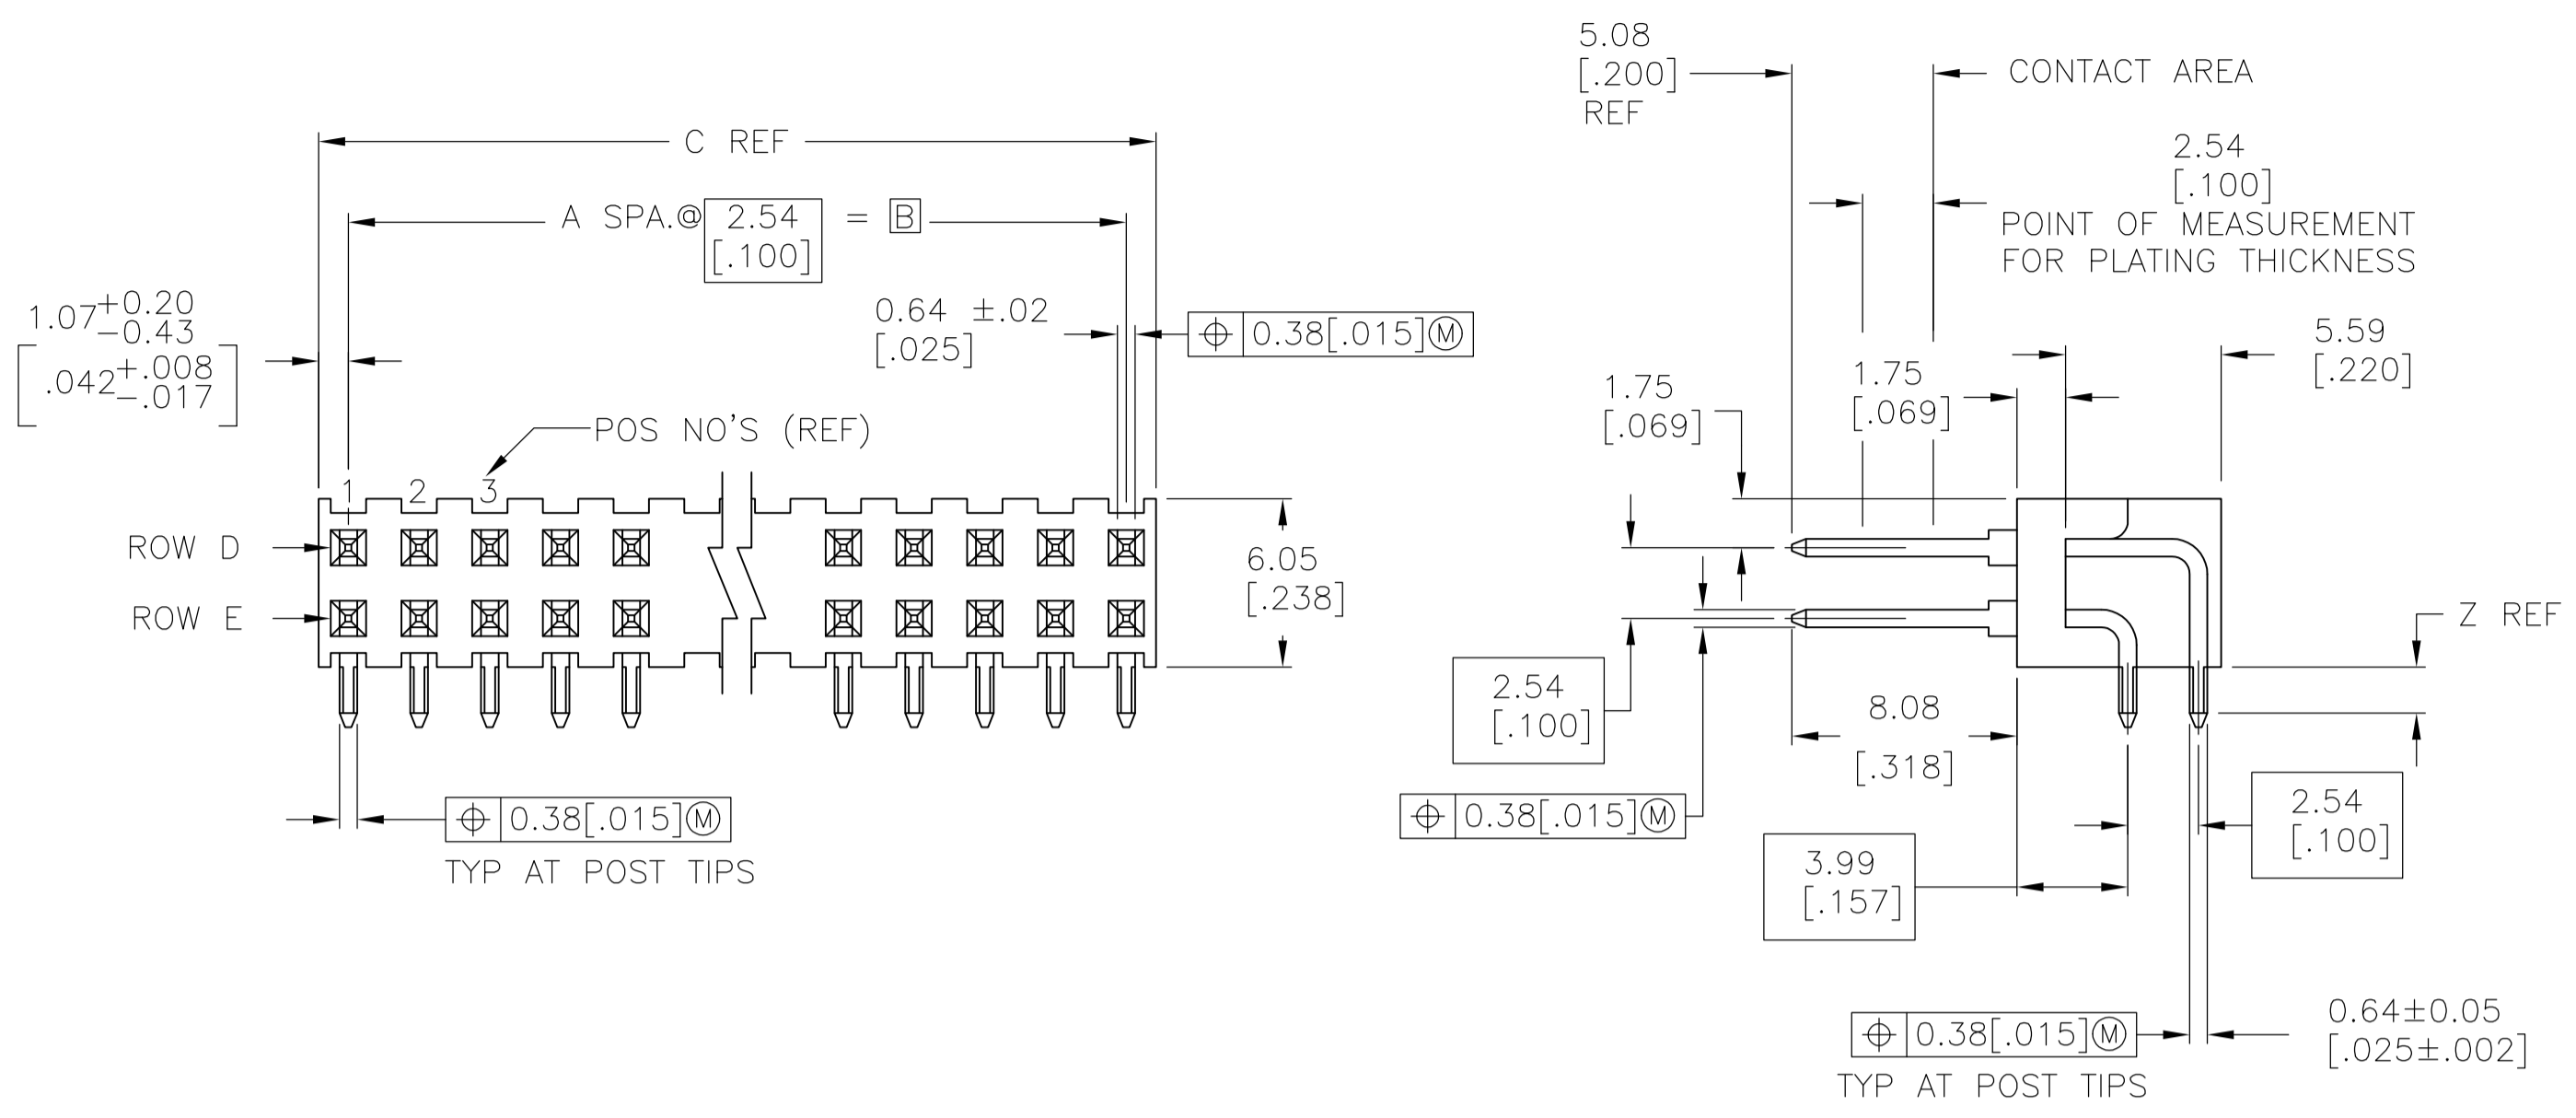 C REF
A SPA.@ 2.54 = B
[.100]
1.07 +0.20 -0.43
[.042 +.008 -.017]
0.64 ±.02
[.025]
⌖ 0.38[.015]Ⓜ
POS NO'S (REF)
1 2 3
ROW D
ROW E
6.05
[.238]
⌖ 0.38[.015]Ⓜ
TYP AT POST TIPS
5.08
[.200]
REF
CONTACT AREA
2.54
[.100]
POINT OF MEASUREMENT
FOR PLATING THICKNESS
5.59
[.220]
1.75
[.069]
1.75
[.069]
Z REF
2.54
[.100]
8.08
[.318]
⌖ 0.38[.015]Ⓜ
2.54
[.100]
3.99
[.157]
0.64±0.05
[.025±.002]
⌖ 0.38[.015]Ⓜ
TYP AT POST TIPS